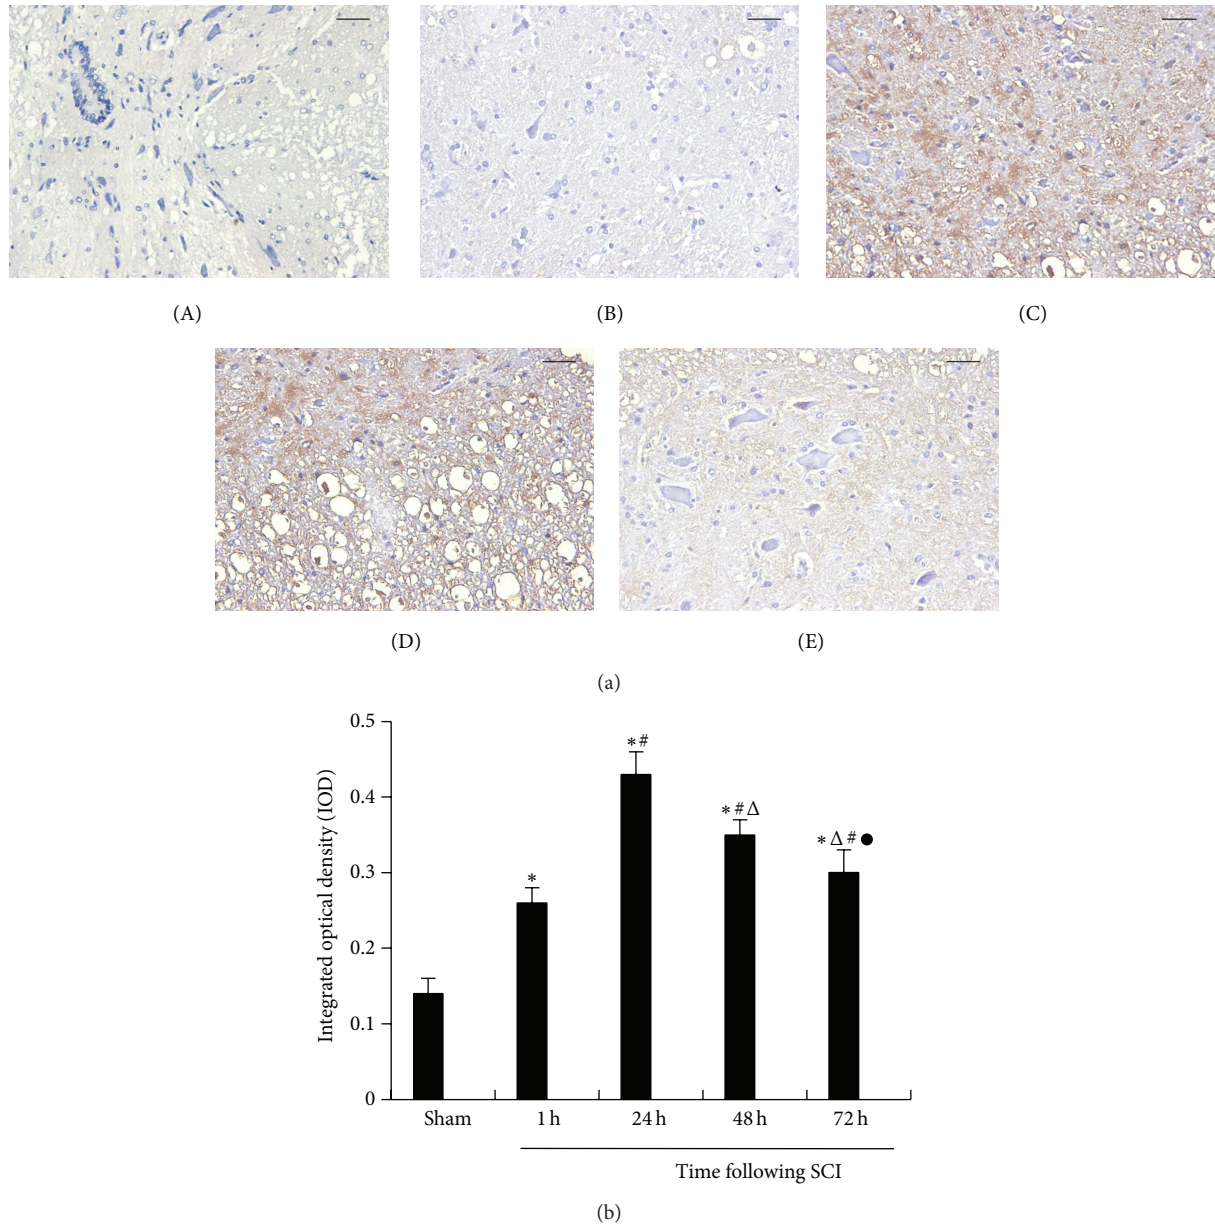 (A)
(B)
(C)
(D)
(E)
(a)
Integrated optical density (IOD)
0.5
0.4
0.3
0.2
0.1
0
*
* #
* # Δ
* Δ # ●
Sham
1 h
24 h
48 h
72 h
Time following SCI
(b)